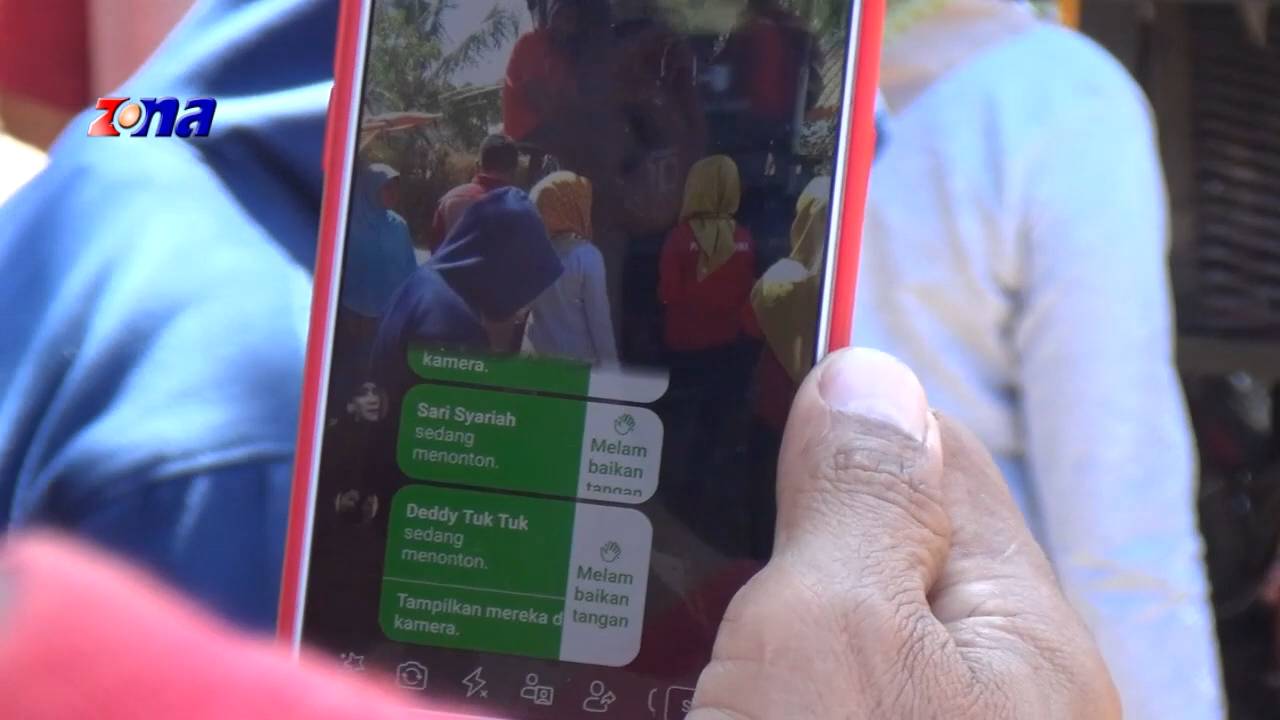 zona
kamera.
Sari Syariah
sedang
menonton.
Melam
baikan
tangan
Deddy Tuk Tuk
sedang
menonton.
Melam
baikan
tangan
Tampilkan mereka d
kamera.